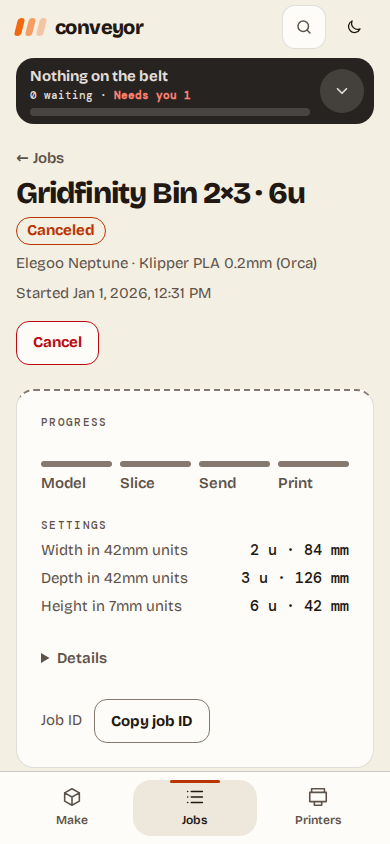 conveyor
Nothing on the belt
0 waiting · Needs you 1
← Jobs
Gridfinity Bin 2×3 · 6u
Canceled
Elegoo Neptune · Klipper PLA 0.2mm (Orca)
Started Jan 1, 2026, 12:31 PM
Cancel
PROGRESS
Model Slice Send Print
SETTINGS
Width in 42mm units 2 u · 84 mm
Depth in 42mm units 3 u · 126 mm
Height in 7mm units 6 u · 42 mm
▶ Details
Job ID Copy job ID
Make Jobs Printers